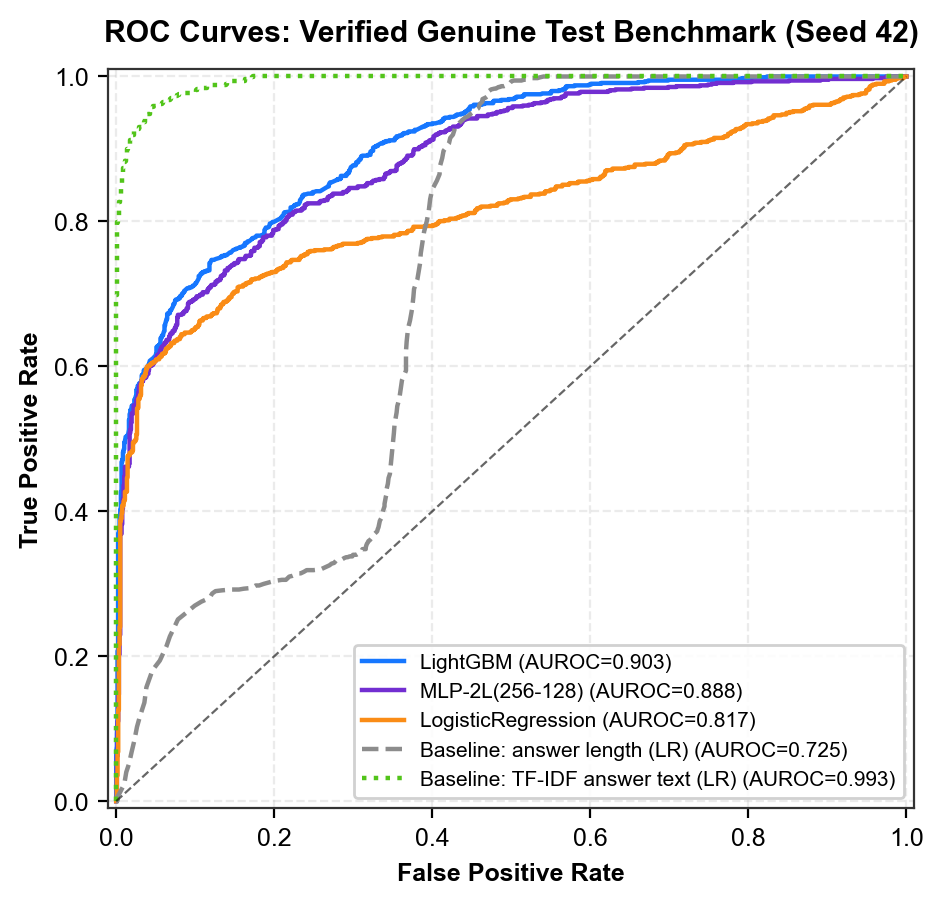 ROC Curves: Verified Genuine Test Benchmark (Seed 42)
True Positive Rate
1.0
0.8
0.6
0.4
0.2
0.0
LightGBM (AUROC=0.903)
MLP-2L(256-128) (AUROC=0.888)
LogisticRegression (AUROC=0.817)
Baseline: answer length (LR) (AUROC=0.725)
Baseline: TF-IDF answer text (LR) (AUROC=0.993)
0.0 0.2 0.4 0.6 0.8 1.0
False Positive Rate